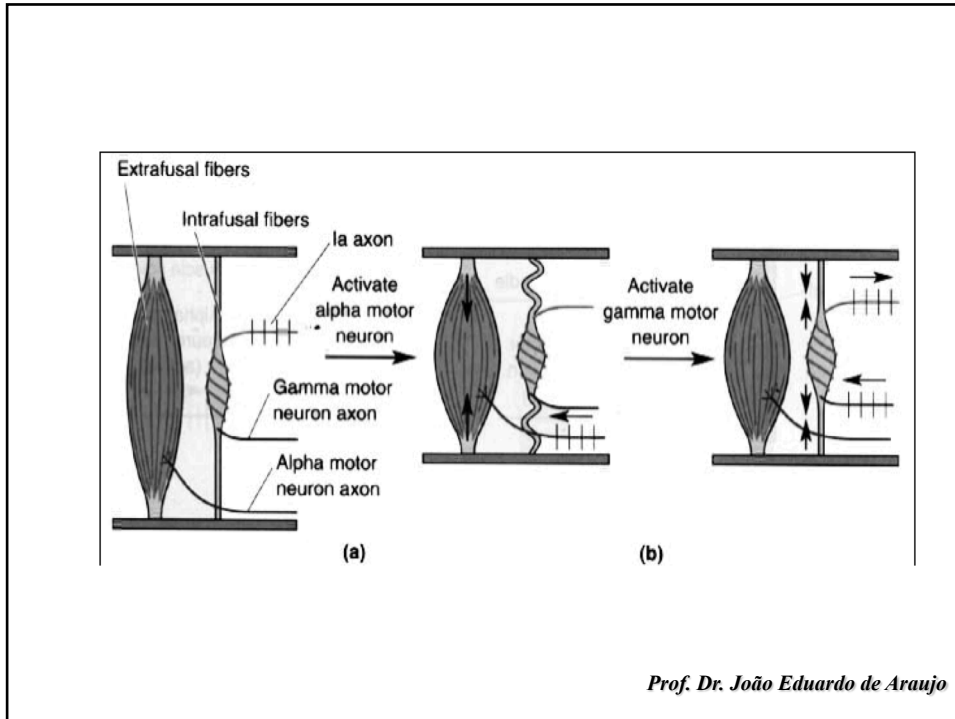 Extrafusal fibers
Intrafusal fibers
Ia axon
Activate
alpha motor
neuron
Gamma motor
neuron axon
Alpha motor
neuron axon
Activate
gamma motor
neuron
(a)
(b)
Prof. Dr. João Eduardo de Araujo